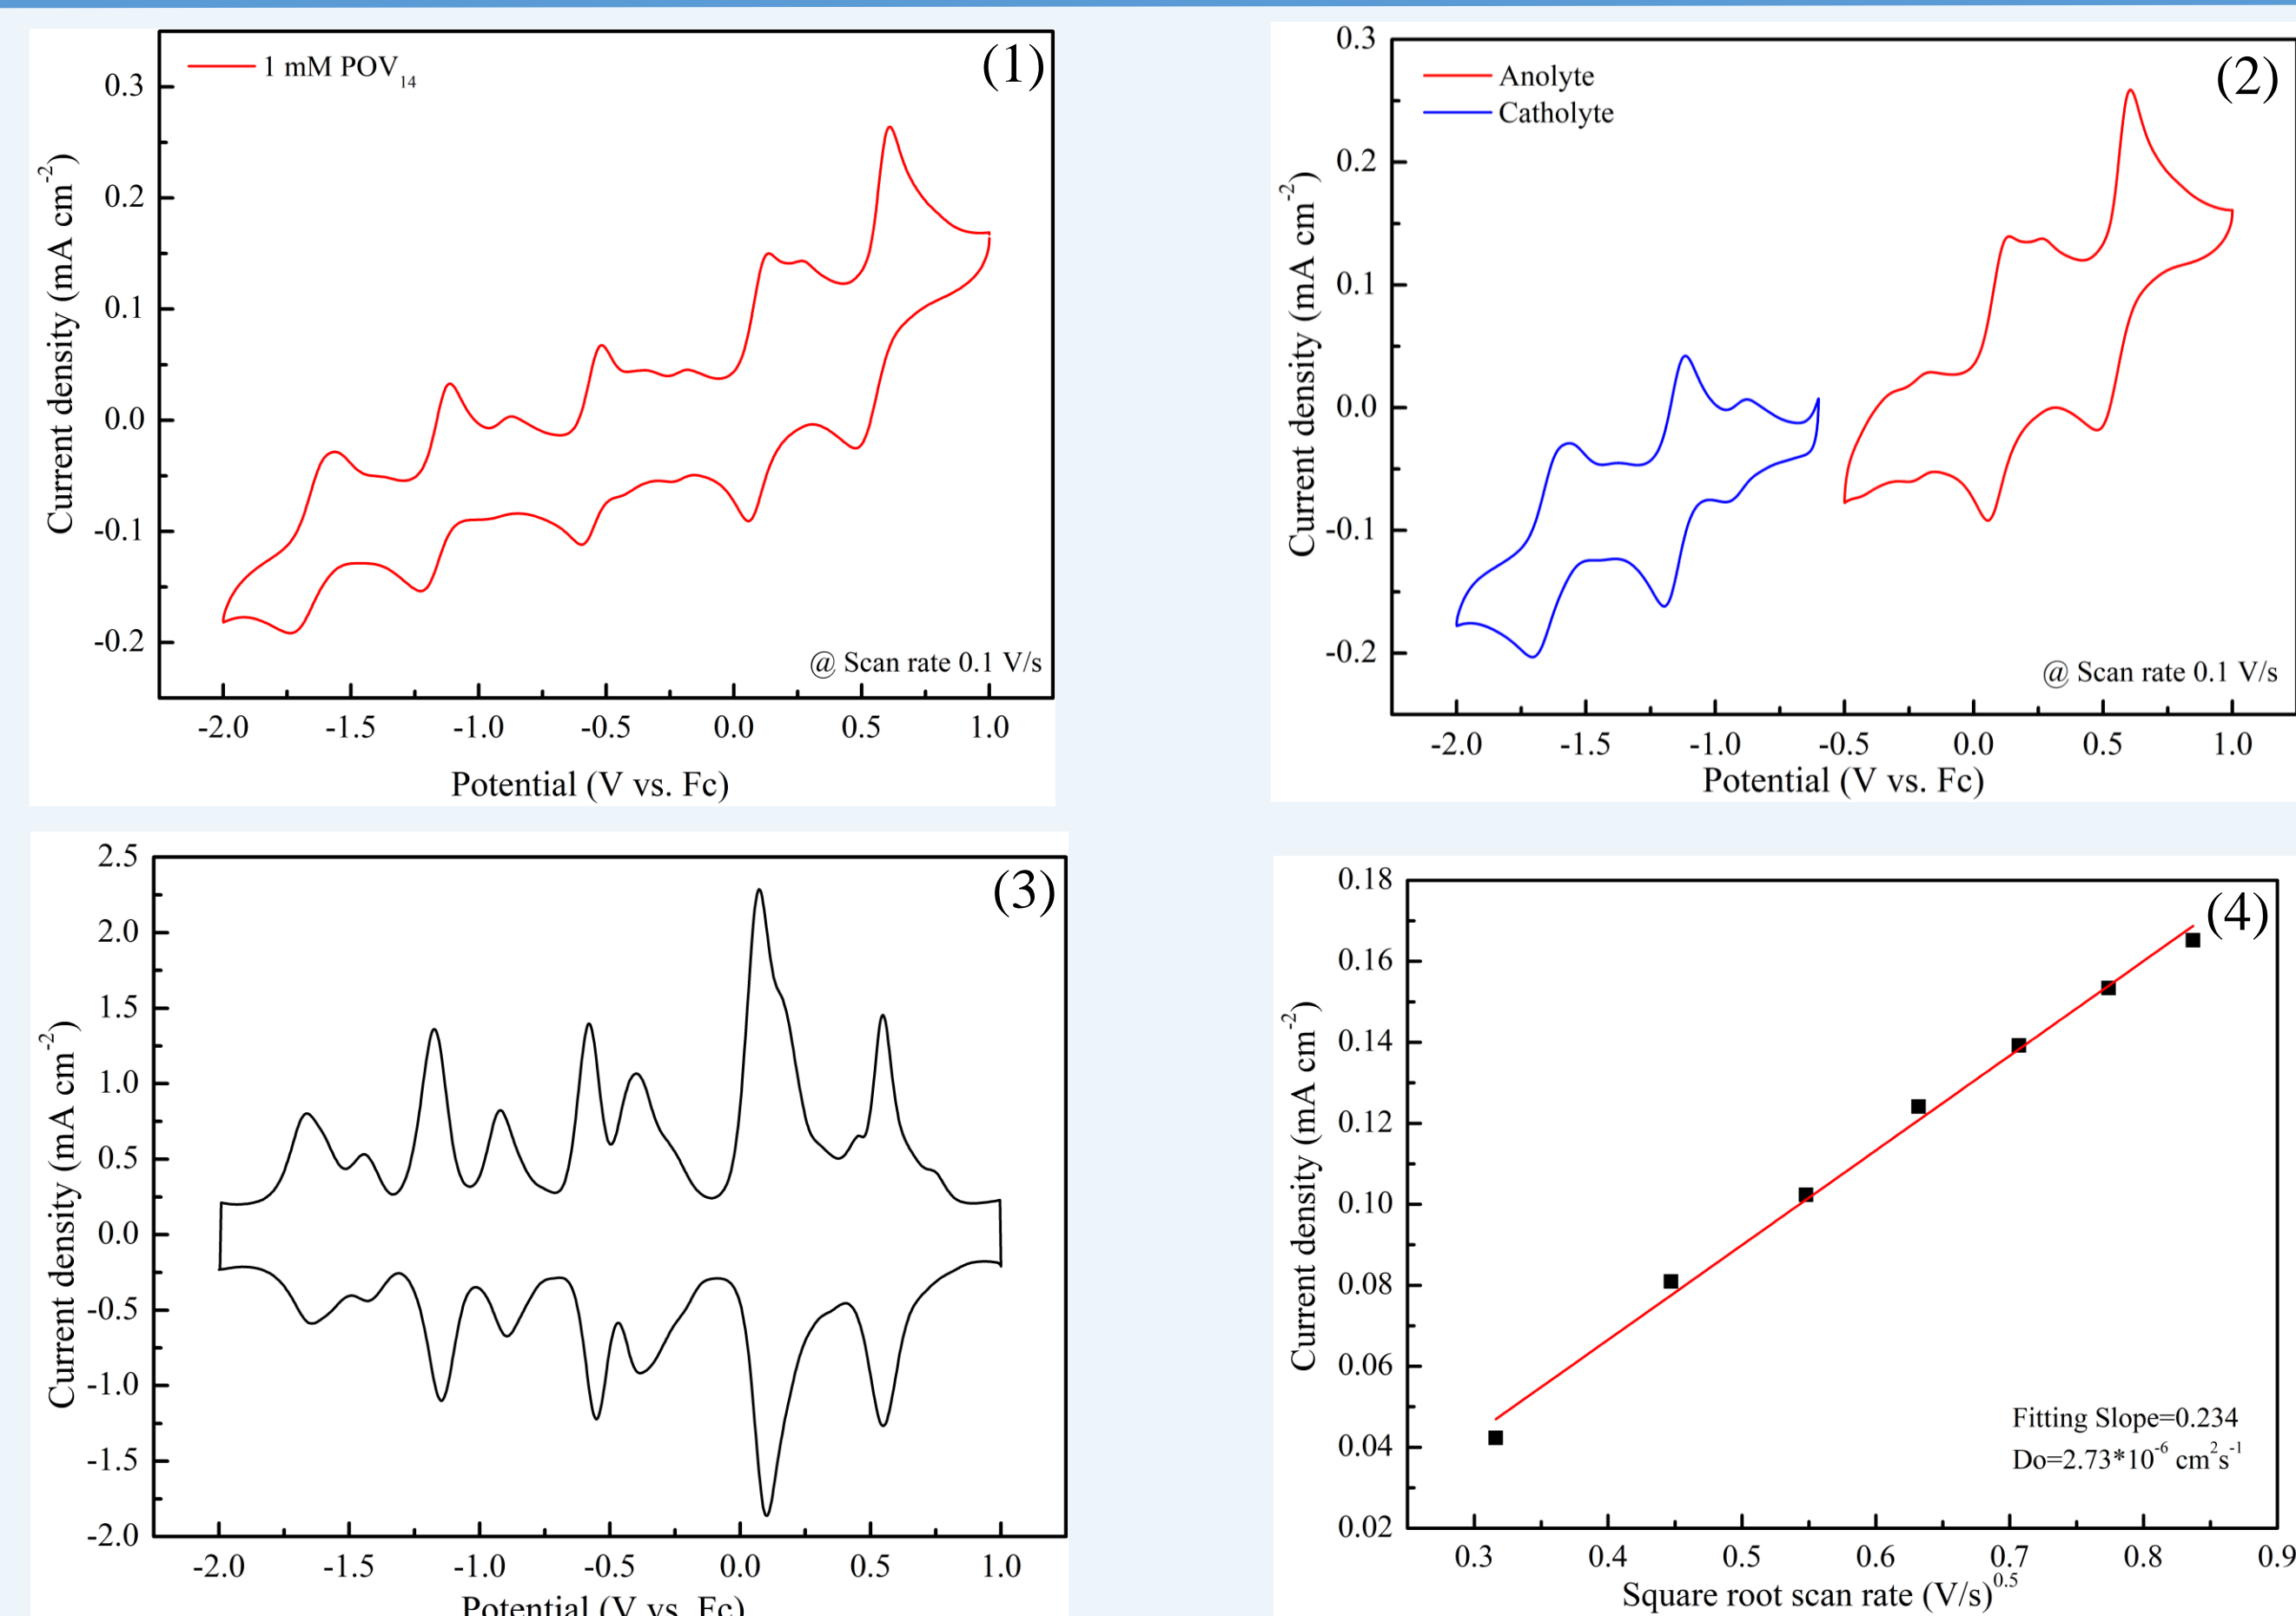 (1)
1 mM POV14
0.3
0.2
0.1
0.0
-0.1
-0.2
Current density (mA cm-2)
@ Scan rate 0.1 V/s
-2.0 -1.5 -1.0 -0.5 0.0 0.5 1.0
Potential (V vs. Fc)
(2)
Anolyte
Catholyte
0.3
0.2
0.1
0.0
-0.1
-0.2
Current density (mA cm-2)
@ Scan rate 0.1 V/s
-2.0 -1.5 -1.0 -0.5 0.0 0.5 1.0
Potential (V vs. Fc)
(3)
2.5
2.0
1.5
1.0
0.5
0.0
-0.5
-1.0
-1.5
-2.0
Current density (mA cm-2)
-2.0 -1.5 -1.0 -0.5 0.0 0.5 1.0
Potential (V vs. Fc)
(4)
0.18
0.16
0.14
0.12
0.10
0.08
0.06
0.04
0.02
Current density (mA cm-2)
Fitting Slope=0.234
Do=2.73*10-6 cm2s-1
0.3 0.4 0.5 0.6 0.7 0.8 0.9
Square root scan rate (V/s)0.5